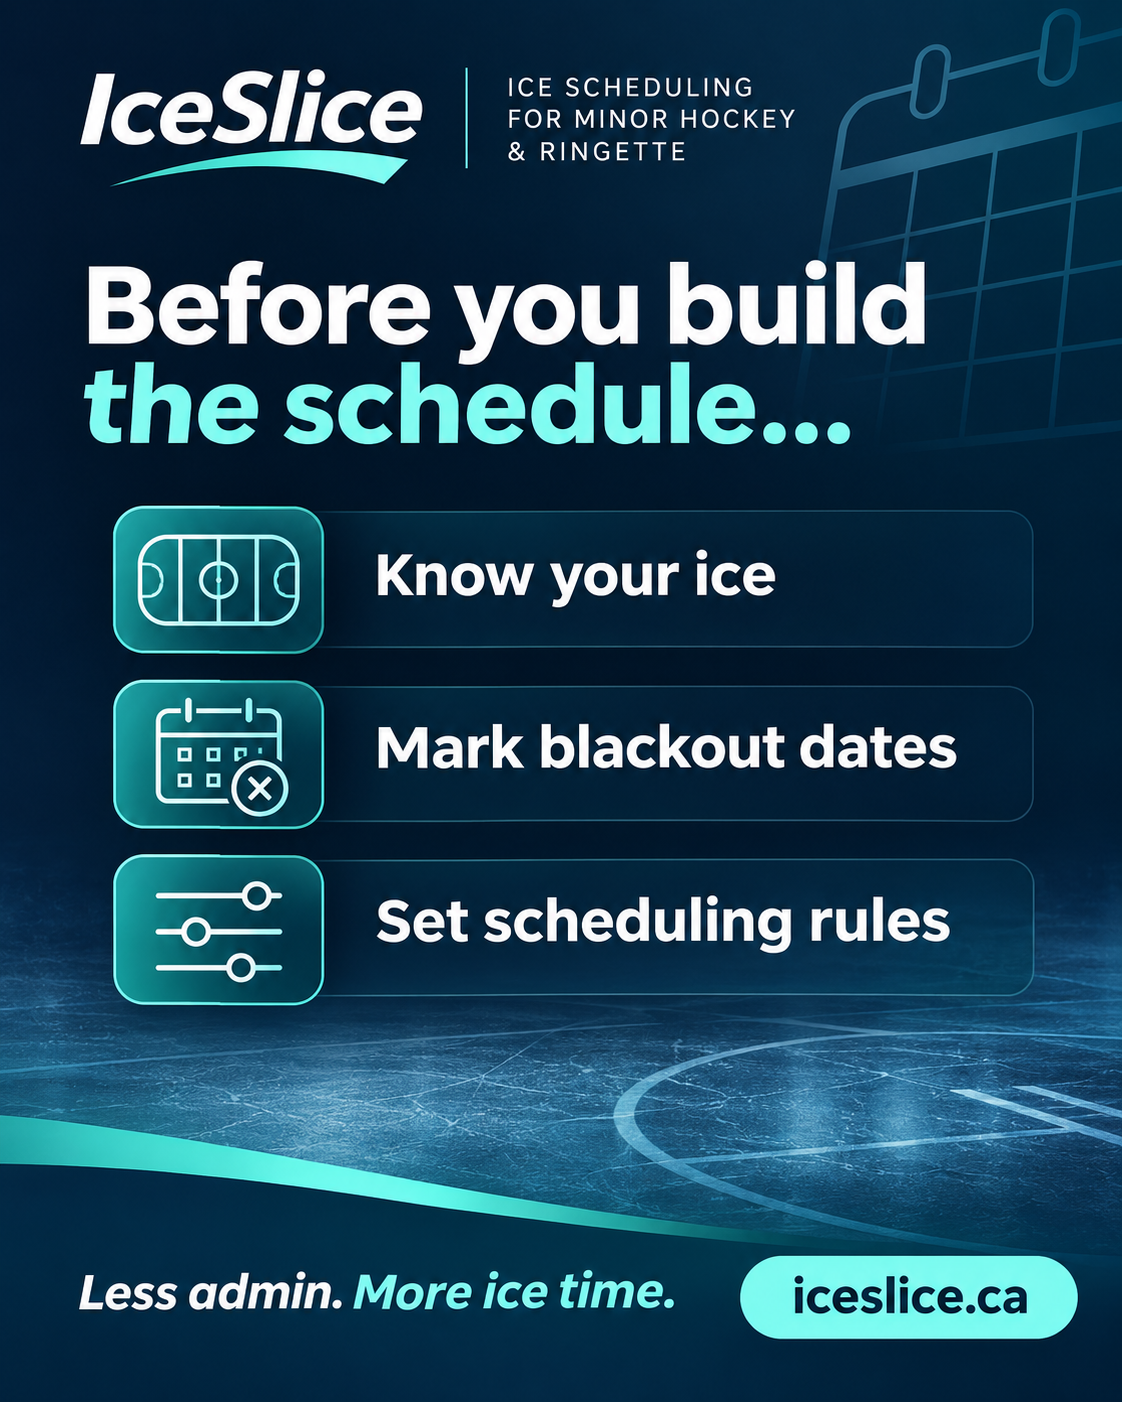 IceSlice
ICE SCHEDULING
FOR MINOR HOCKEY
& RINGETTE
Before you build
the schedule...
Know your ice
Mark blackout dates
Set scheduling rules
Less admin. More ice time.
iceslice.ca